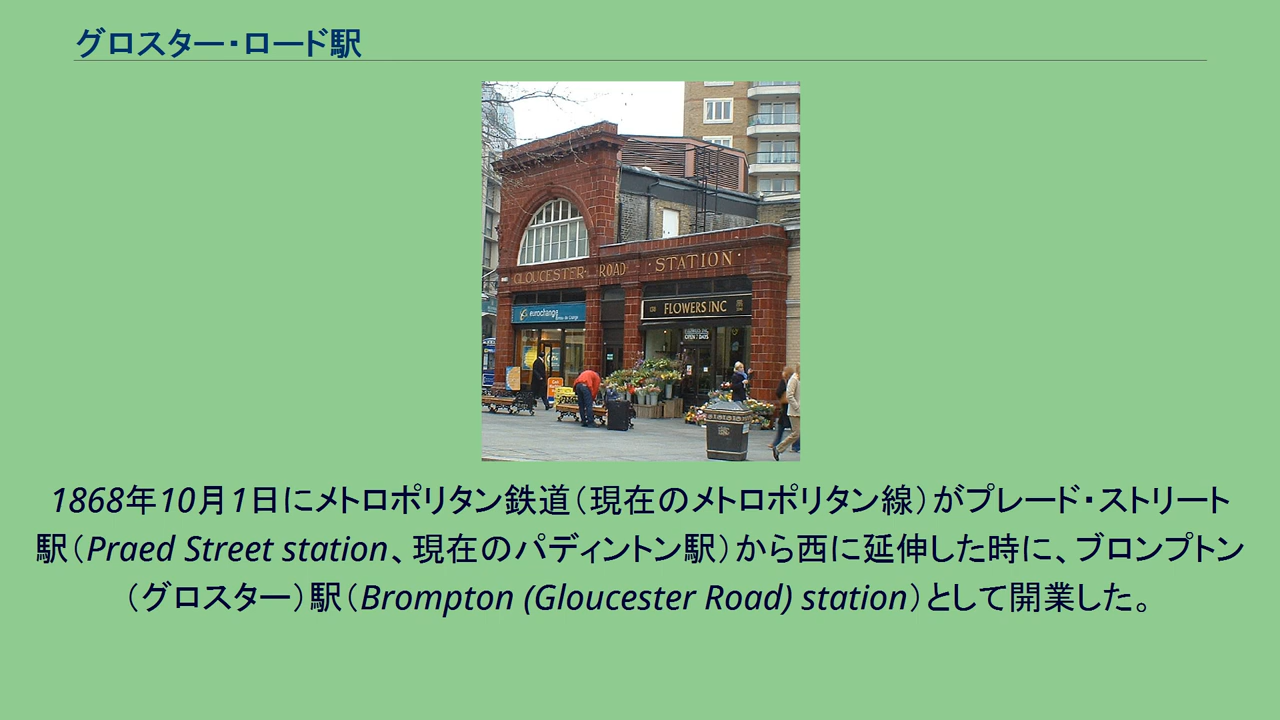 グロスター・ロード駅
GLOUCESTER ROAD · STATION ·
eurochange
FLOWERS INC
OPEN 7 DAYS
1868年10月1日にメトロポリタン鉄道（現在のメトロポリタン線）がプレード・ストリート
駅（Praed Street station、現在のパディントン駅）から西に延伸した時に、ブロンプトン
（グロスター）駅（Brompton (Gloucester Road) station）として開業した。